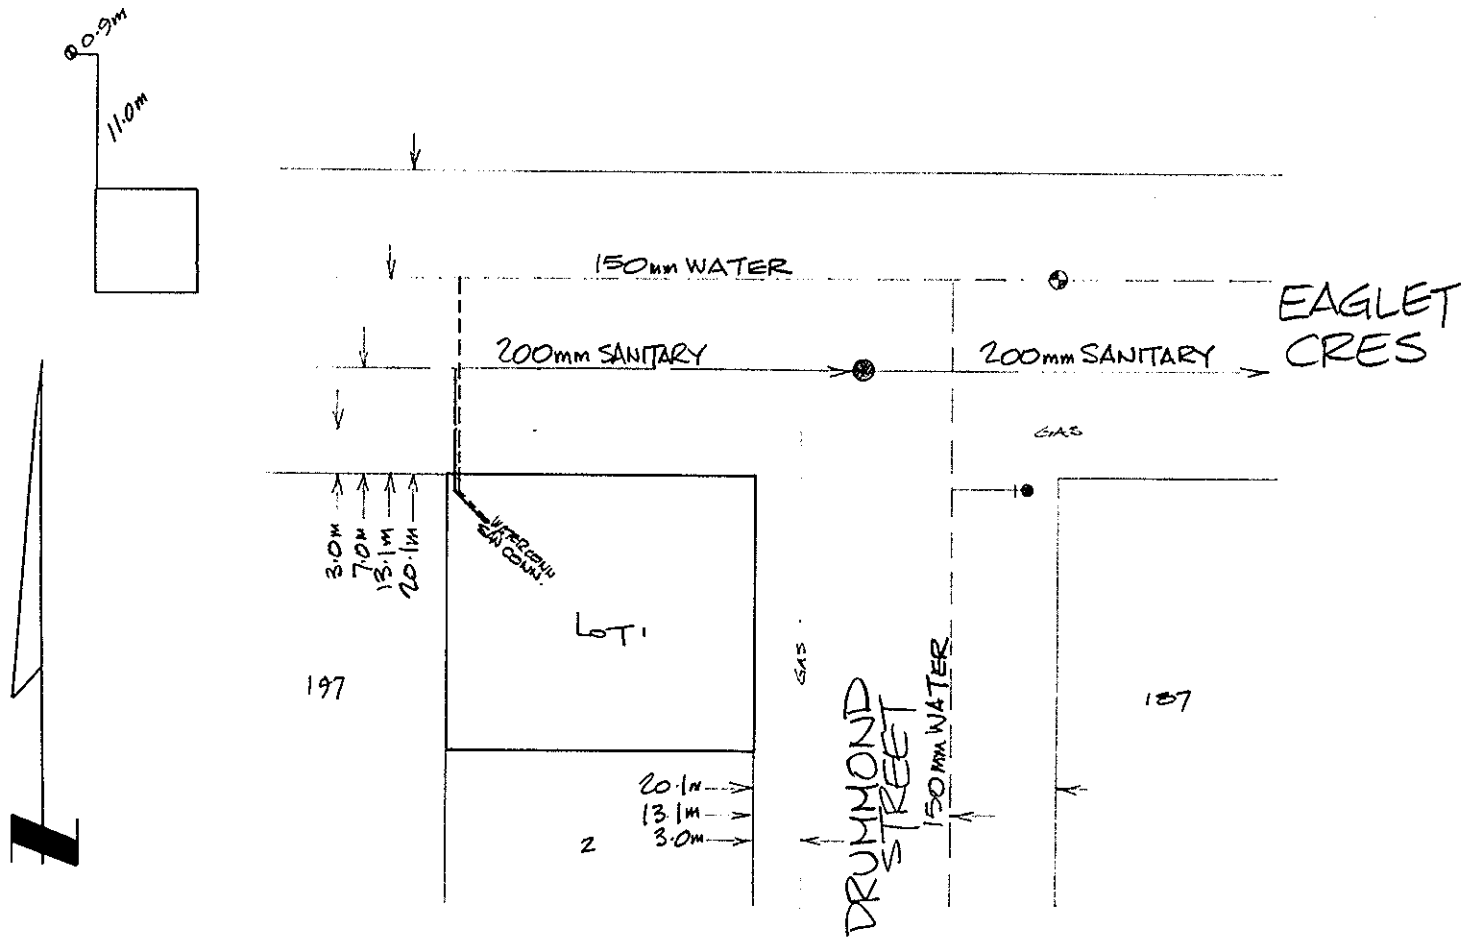 0.9m
11.0m
150mm WATER
EAGLET
CRES
200mm SANITARY
200mm SANITARY
GAS
3.0m
7.0m
13.1m
20.1m
WATER CONN
SAN CONN.
LOT 1
GAS
197
187
DRUMMOND
STREET
150mm WATER
20.1m
13.1m
3.0m
2